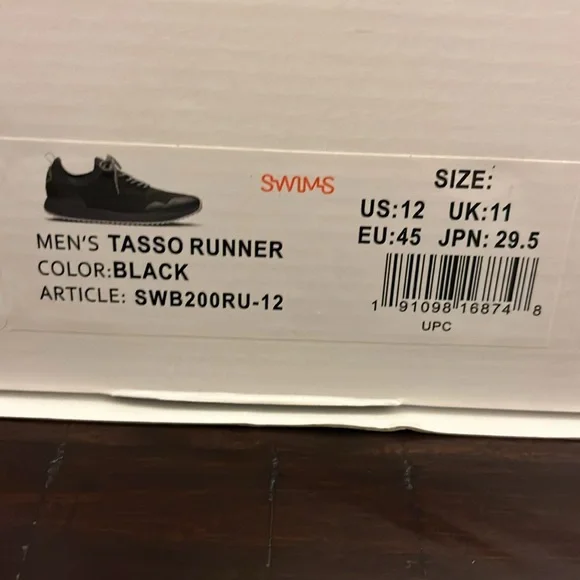 SWIMS
MEN'S TASSO RUNNER
COLOR:BLACK
ARTICLE: SWB200RU-12
SIZE:
US:12 UK:11
EU:45 JPN: 29.5
1 91098 16874 8
UPC